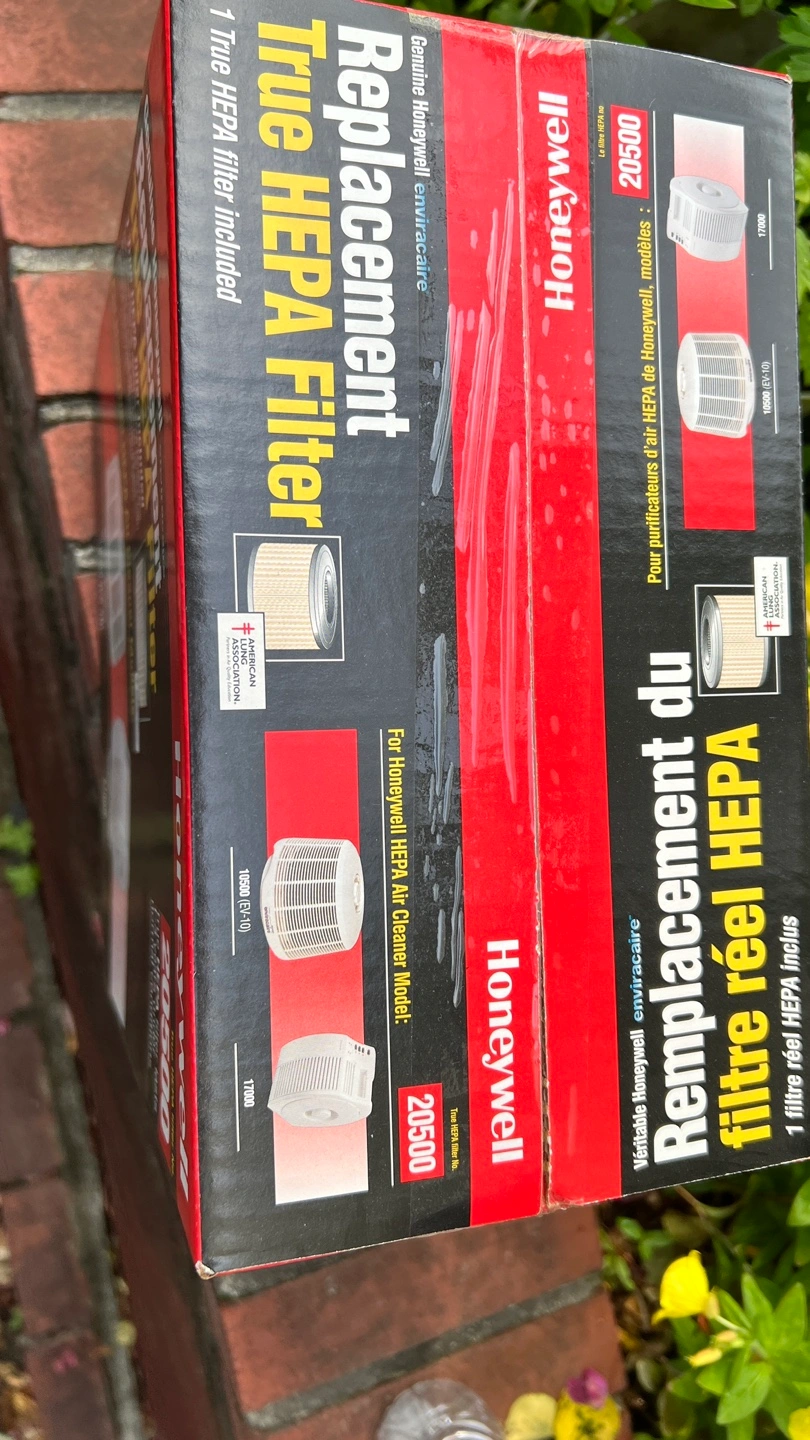 Genuine Honeywell enviracaire
Replacement
True HEPA Filter
1 True HEPA filter included
AMERICAN
LUNG
ASSOCIATION.
For Honeywell HEPA Air Cleaner Model:
10500 (EV-10)
17000
True HEPA filter No.
20500
Honeywell
Honeywell
Le filtre HEPA no
20500
Pour purificateurs d'air HEPA de Honeywell, modèles :
17000
10500 (EV-10)
AMERICAN
LUNG
ASSOCIATION.
Véritable Honeywell enviracaire
Remplacement du
filtre réel HEPA
1 filtre réel HEPA inclus
Honeywell
20500